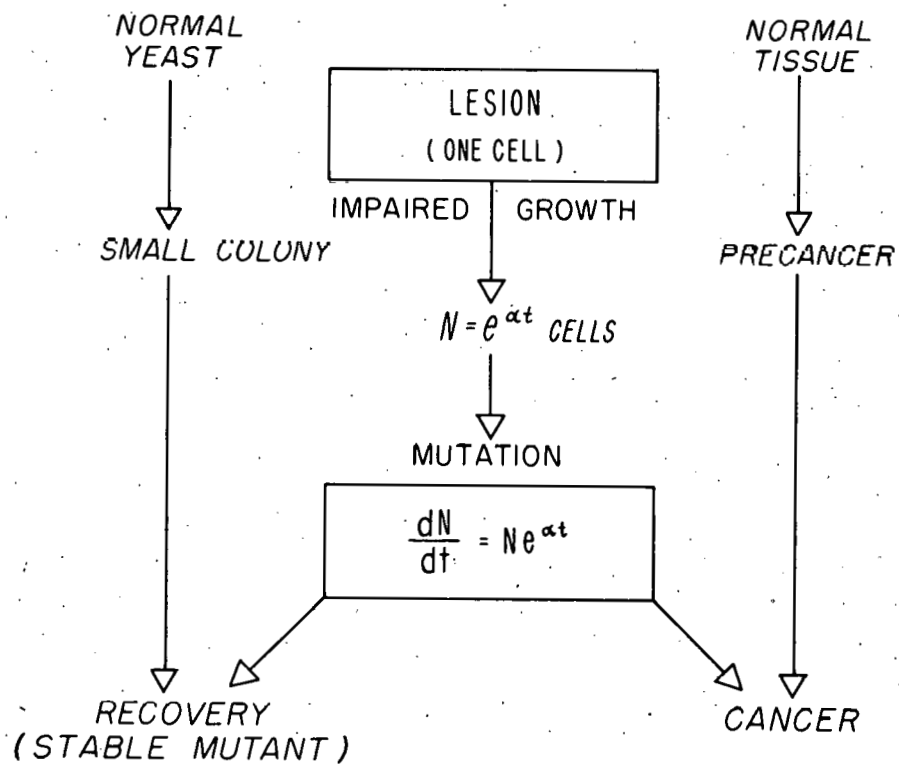 NORMAL
YEAST
NORMAL
TISSUE
LESION
(ONE CELL)
IMPAIRED GROWTH
SMALL COLONY
PRECANCER
N = e^{αt} CELLS
MUTATION
dN/dt = Ne^{αt}
RECOVERY
(STABLE MUTANT)
CANCER